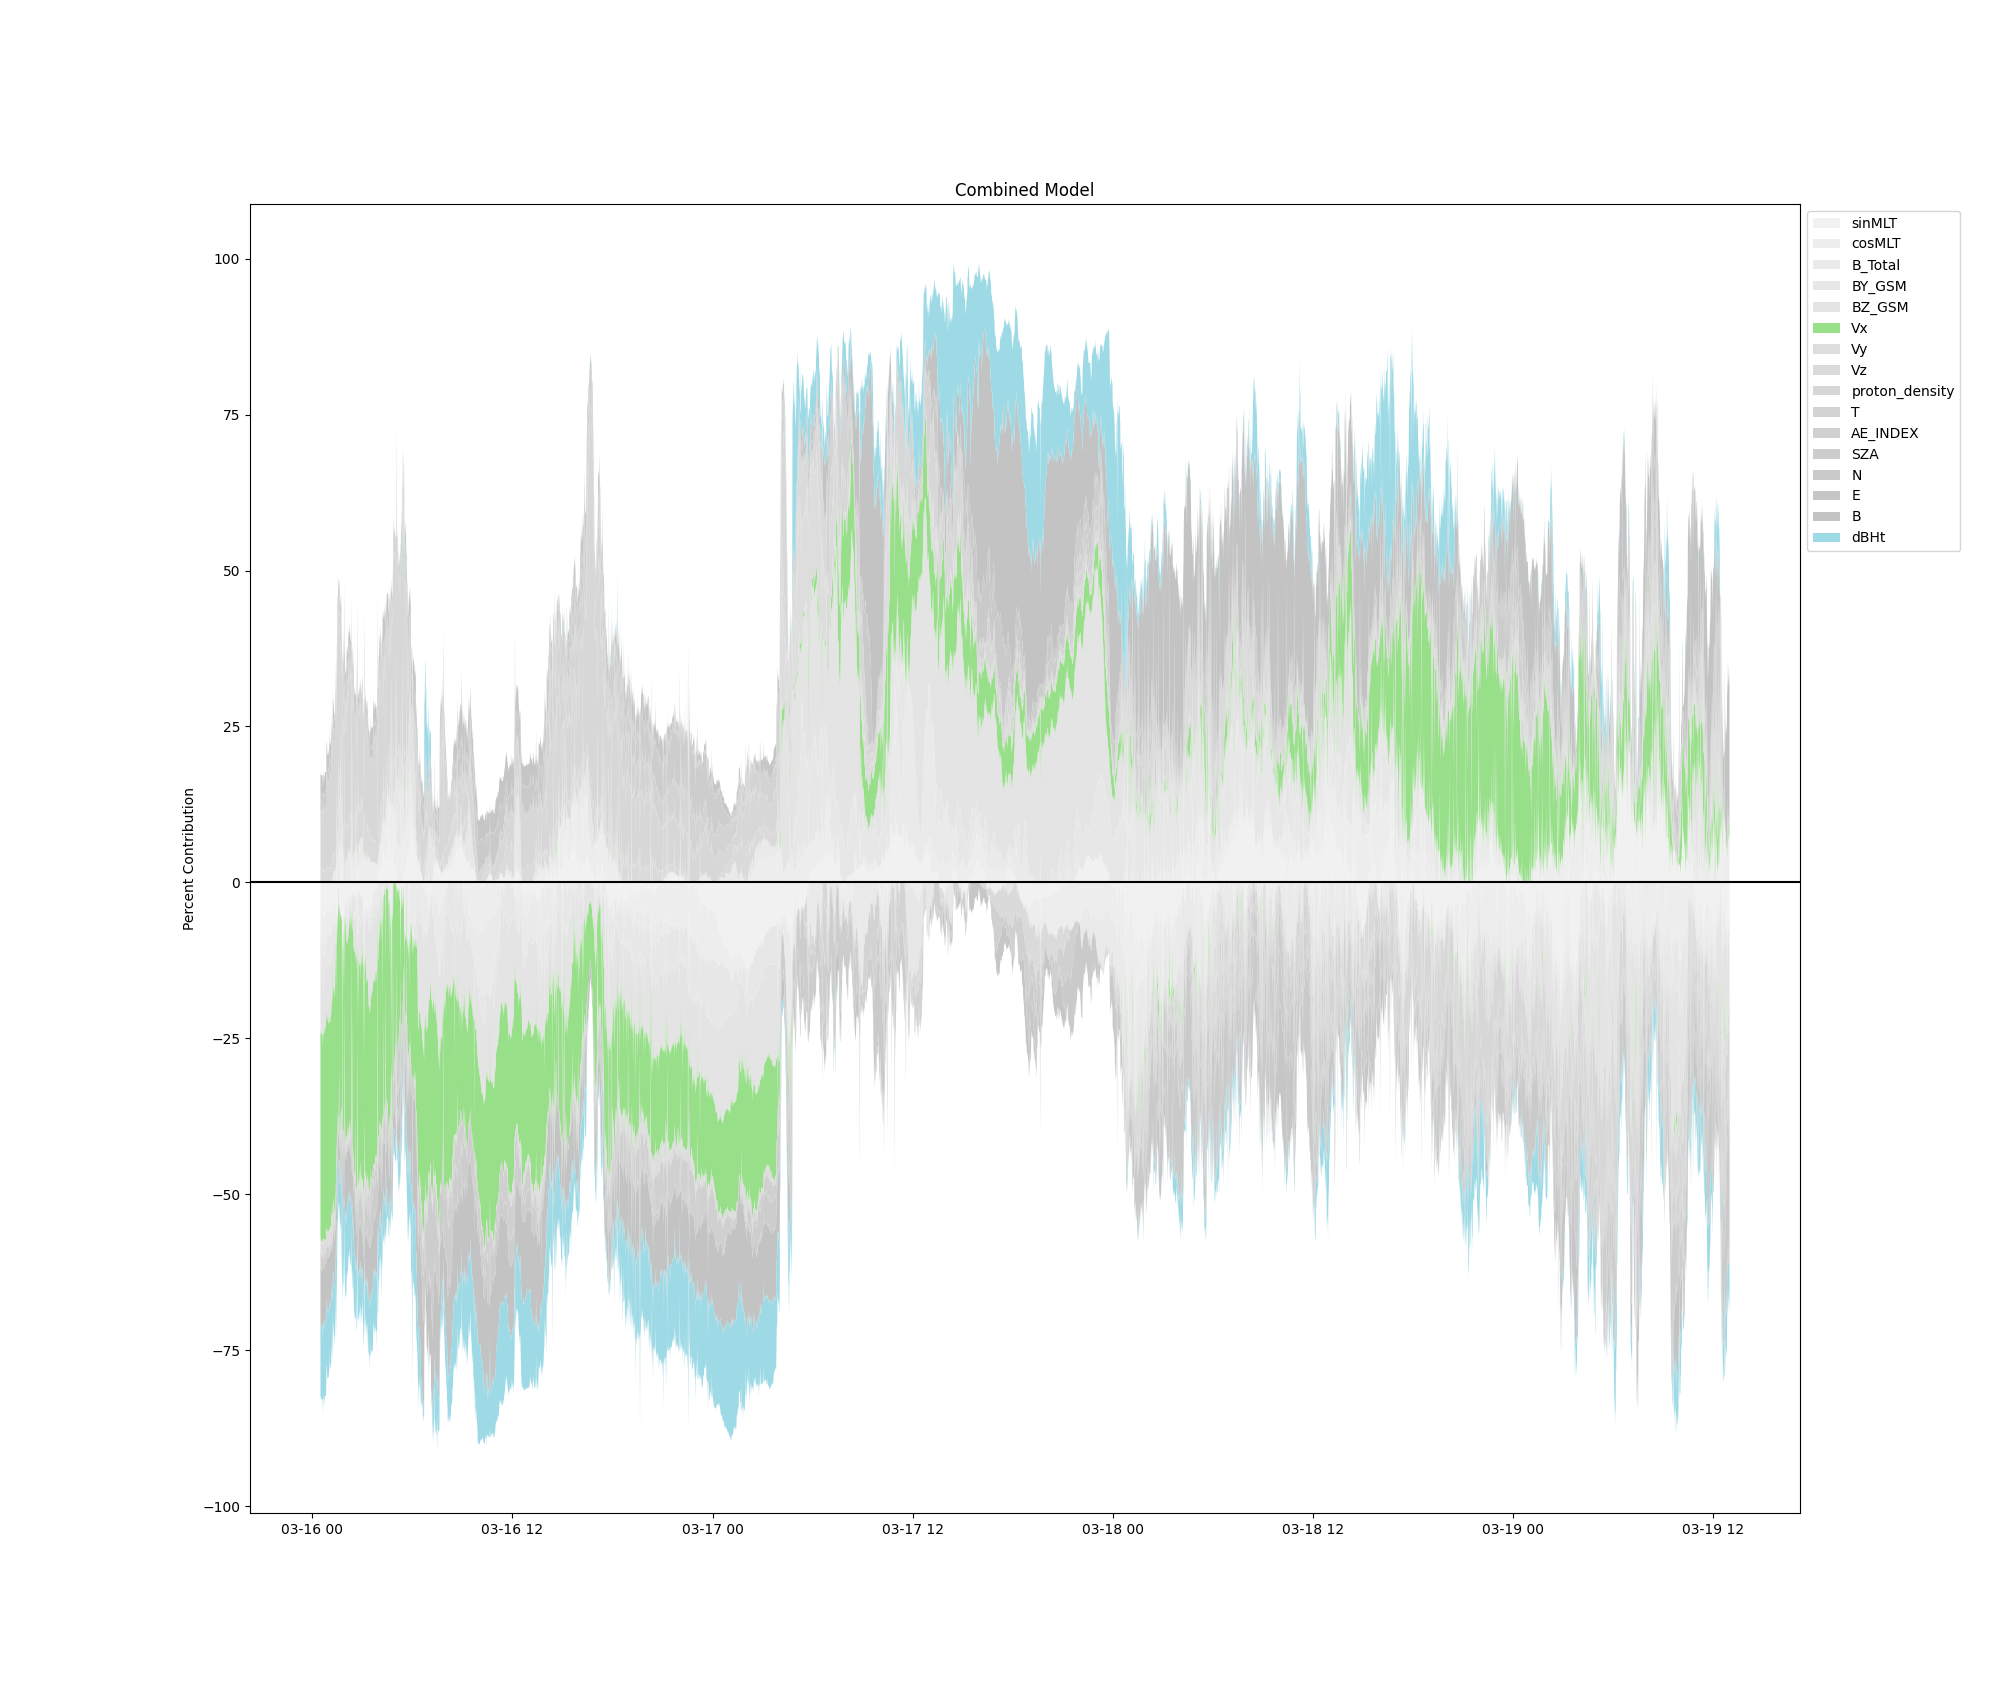 Combined Model
Percent Contribution
100
75
50
25
0
−25
−50
−75
−100
03-16 00
03-16 12
03-17 00
03-17 12
03-18 00
03-18 12
03-19 00
03-19 12
sinMLT
cosMLT
B_Total
BY_GSM
BZ_GSM
Vx
Vy
Vz
proton_density
T
AE_INDEX
SZA
N
E
B
dBHt